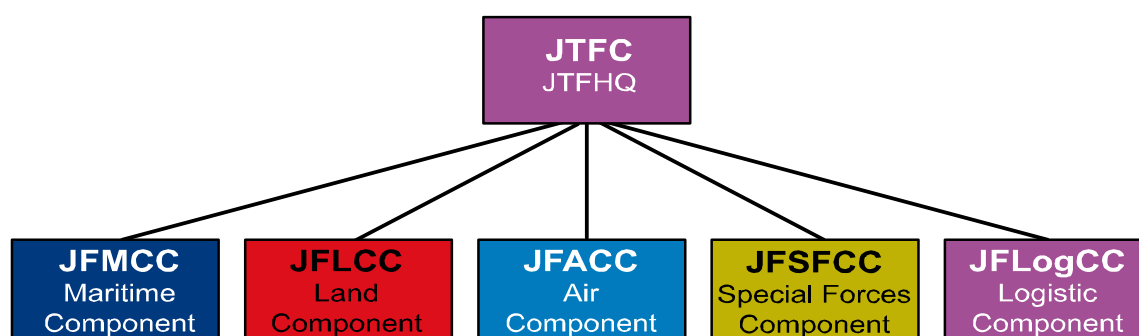 JTFC
JTFHQ
JFMCC
Maritime
Component
JFLCC
Land
Component
JFACC
Air
Component
JFSFCC
Special Forces
Component
JFLogCC
Logistic
Component